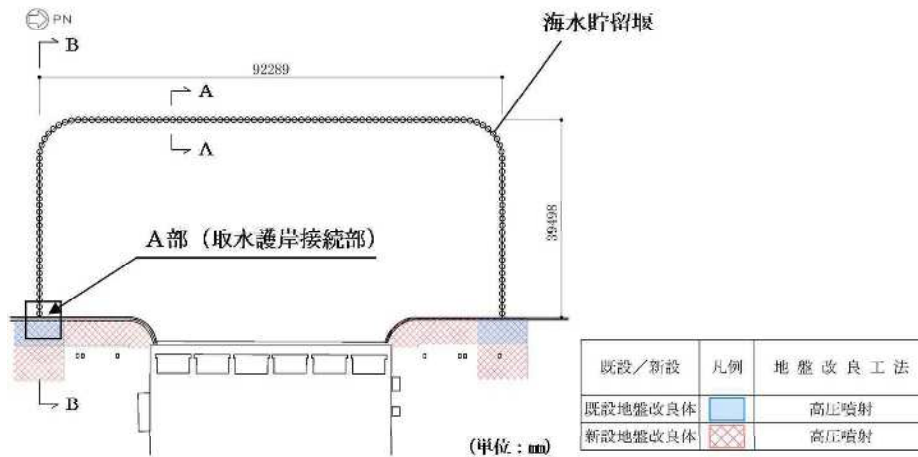 PN
B
海水貯留堰
92289
A
A
39498
A部（取水護岸接続部）
B
(単位：mm)
既設／新設 凡例 地盤改良工法
既設地盤改良体 高圧噴射
新設地盤改良体 高圧噴射